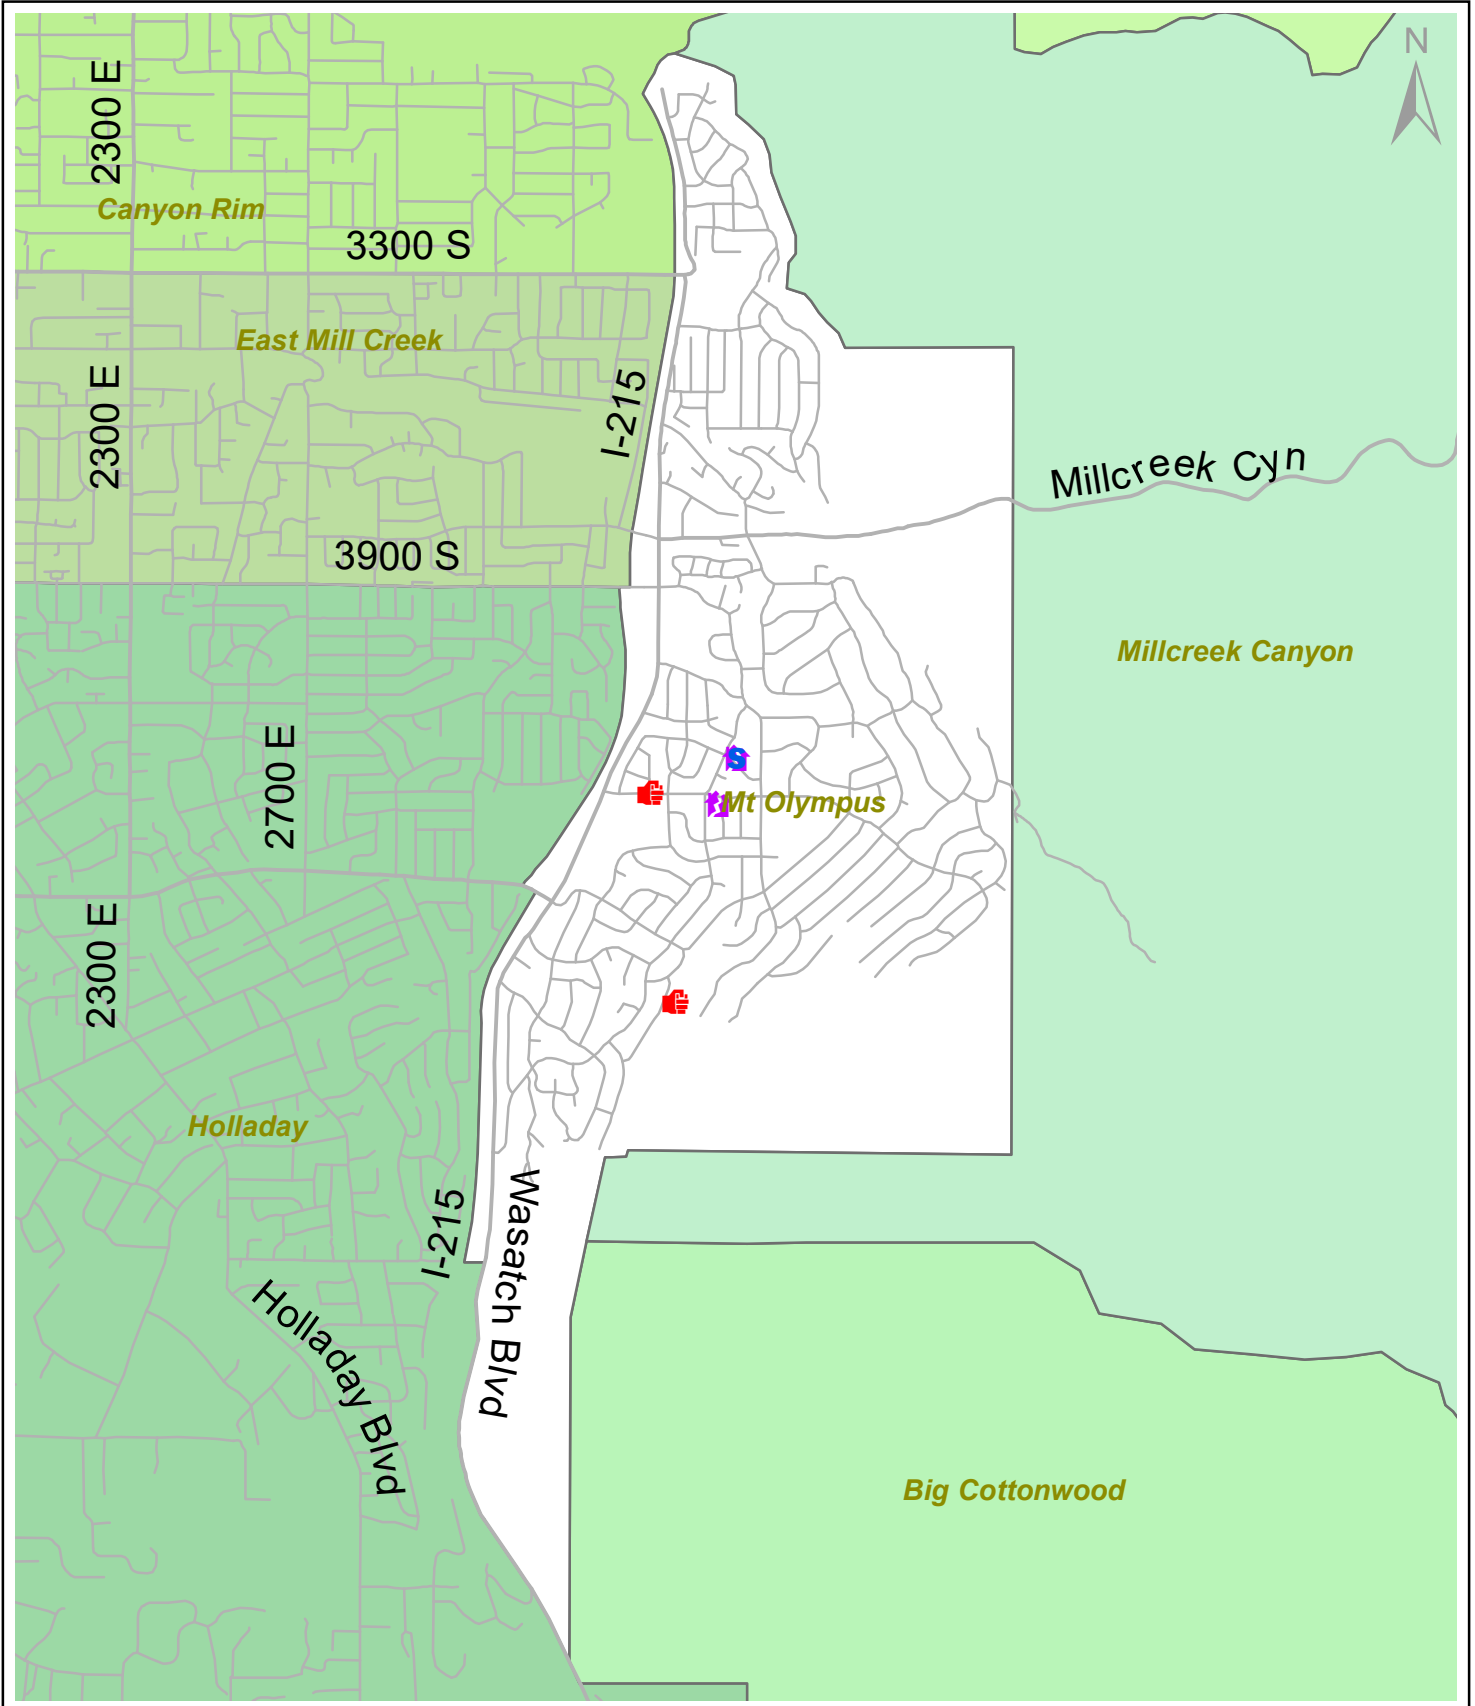 N
2300 E
Canyon Rim
3300 S
East Mill Creek
2300 E
I-215
Millcreek Cyn
3900 S
Millcreek Canyon
2700 E
S
Mt Olympus
2300 E
Holladay
I-215
Wasatch Blvd
Holladay Blvd
Big Cottonwood